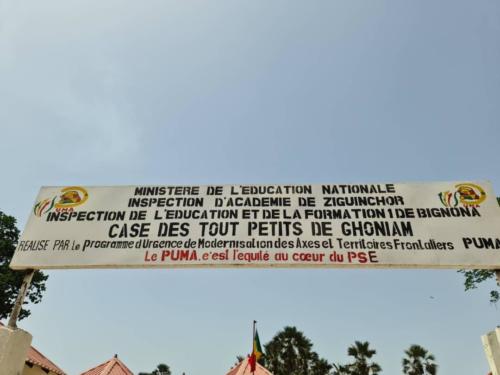 MINISTERE DE L'EDUCATION NATIONALE
INSPECTION D'ACADEMIE DE ZIGUINCHOR
INSPECTION DE L'EDUCATION ET DE LA FORMATION 1 DE BIGNONA
CASE DES TOUT PETITS DE GHONIAM
REALISE PAR Le Programme d'Urgence de Modernisation des Axes et Territoires Frontaliers PUMA
Le PUMA, c'est l'equité au cœur du PSE